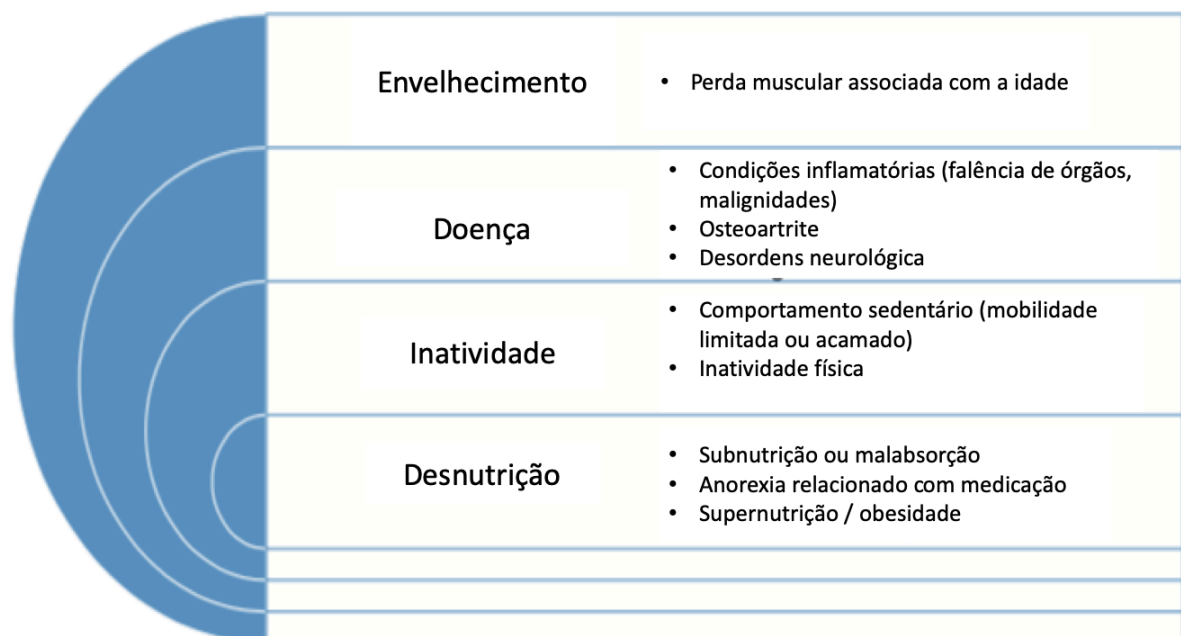 Envelhecimento
• Perda muscular associada com a idade
Doença
• Condições inflamatórias (falência de órgãos,
malignidades)
• Osteoartrite
• Desordens neurológica
Inatividade
• Comportamento sedentário (mobilidade
limitada ou acamado)
• Inatividade física
Desnutrição
• Subnutrição ou malabsorção
• Anorexia relacionado com medicação
• Supernutrição / obesidade